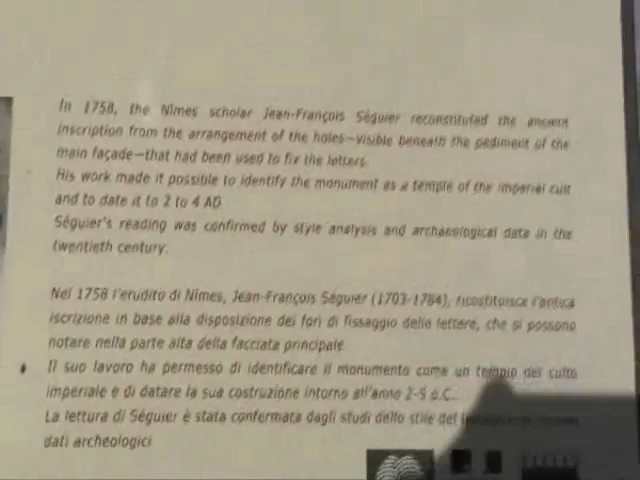 In 1758, the Nîmes scholar Jean-François Séguier reconstituted the ancient
inscription from the arrangement of the holes—visible beneath the pediment of the
main façade—that had been used to fix the letters.
His work made it possible to identify the monument as a temple of the imperial cult
and to date it to 2 to 4 AD.
Séguier's reading was confirmed by style analysis and archaeological data in the
twentieth century.
Nel 1758 l'erudito di Nîmes, Jean-François Séguier (1703-1784), ricostituisce l'antica
iscrizione in base alla disposizione dei fori di fissaggio delle lettere, che si possono
notare nella parte alta della facciata principale.
Il suo lavoro ha permesso di identificare il monumento come un tempio del culto
imperiale e di datare la sua costruzione intorno all'anno 2-5 d.C..
La lettura di Séguier è stata confermata dagli studi dello stile del
dati archeologici.